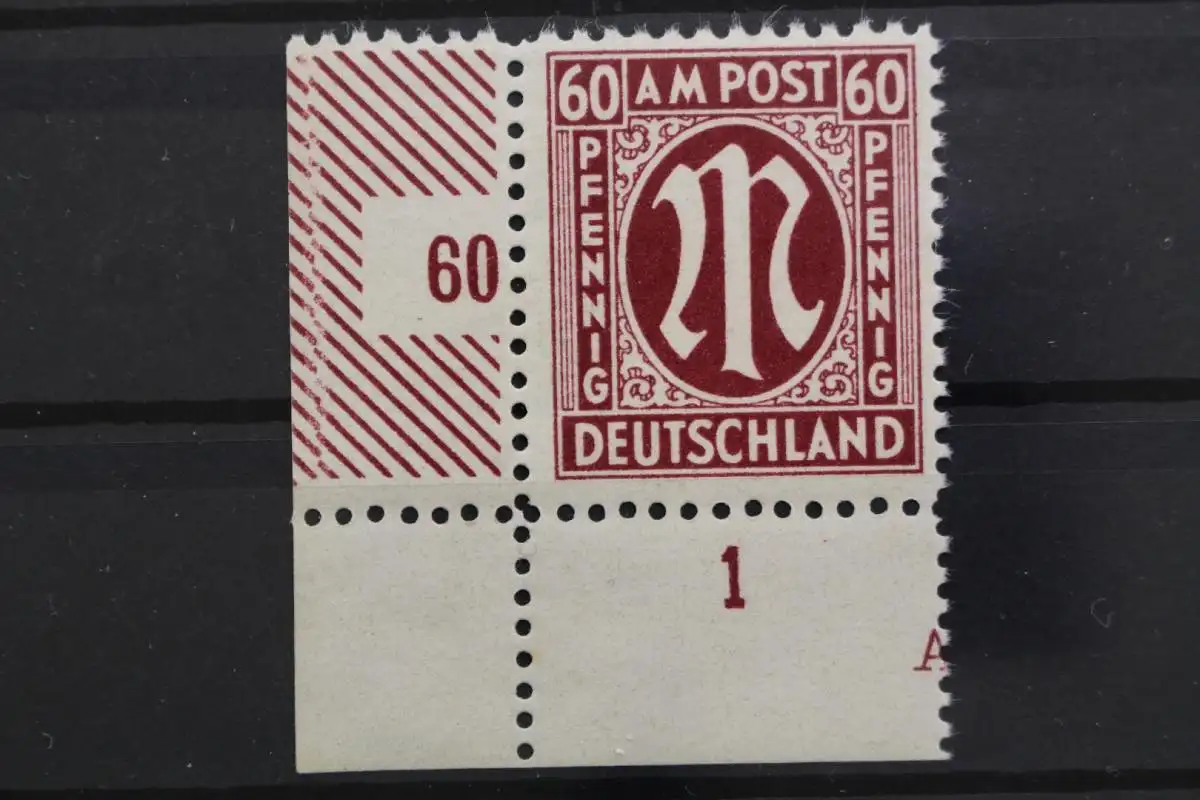 60 AM POST 60
PFENNIG
PFENNIG
M
60
DEUTSCHLAND
1
A